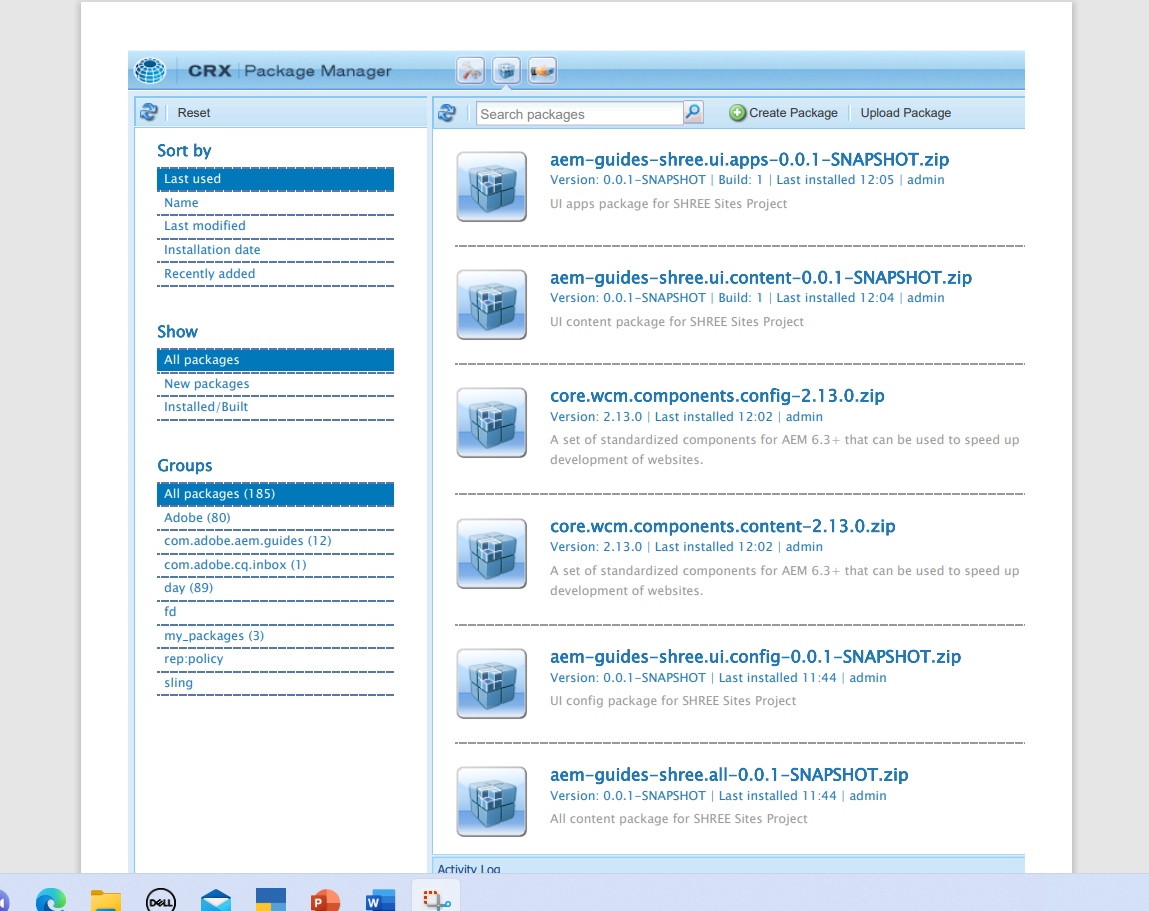 CRX | Package Manager
Reset
Search packages
Create Package
Upload Package
Sort by
Last used
Name
Last modified
Installation date
Recently added
Show
All packages
New packages
Installed/Built
Groups
All packages (185)
Adobe (80)
com.adobe.aem.guides (12)
com.adobe.cq.inbox (1)
day (89)
fd
my_packages (3)
rep:policy
sling
aem-guides-shree.ui.apps-0.0.1-SNAPSHOT.zip
Version: 0.0.1-SNAPSHOT | Build: 1 | Last installed 12:05 | admin
UI apps package for SHREE Sites Project
aem-guides-shree.ui.content-0.0.1-SNAPSHOT.zip
Version: 0.0.1-SNAPSHOT | Build: 1 | Last installed 12:04 | admin
UI content package for SHREE Sites Project
core.wcm.components.config-2.13.0.zip
Version: 2.13.0 | Last installed 12:02 | admin
A set of standardized components for AEM 6.3+ that can be used to speed up
development of websites.
core.wcm.components.content-2.13.0.zip
Version: 2.13.0 | Last installed 12:02 | admin
A set of standardized components for AEM 6.3+ that can be used to speed up
development of websites.
aem-guides-shree.ui.config-0.0.1-SNAPSHOT.zip
Version: 0.0.1-SNAPSHOT | Last installed 11:44 | admin
UI config package for SHREE Sites Project
aem-guides-shree.all-0.0.1-SNAPSHOT.zip
Version: 0.0.1-SNAPSHOT | Last installed 11:44 | admin
All content package for SHREE Sites Project
Activity Log
DELL
P
W